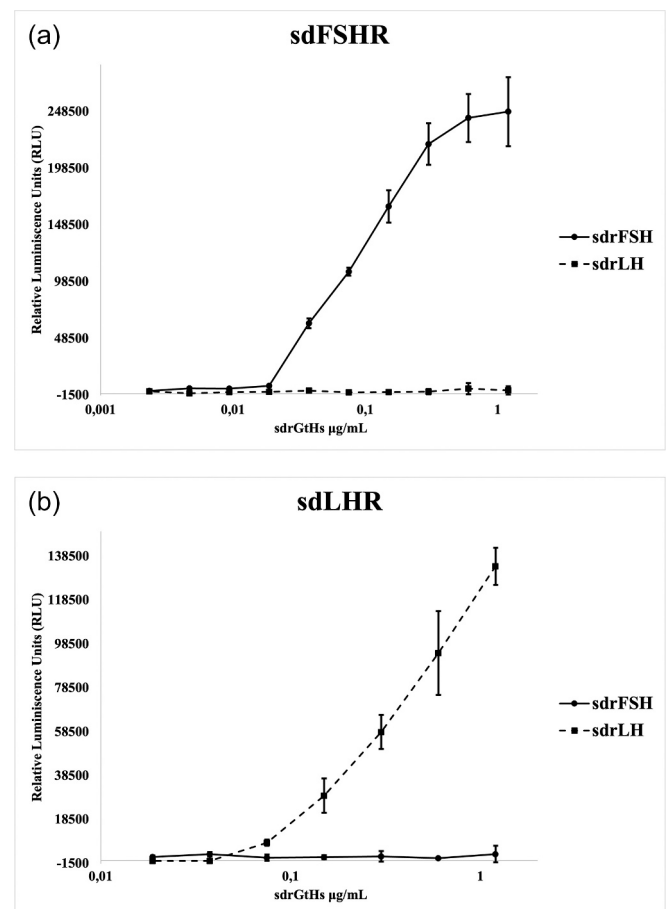 (a)
sdFSHR
Relative Luminiscence Units (RLU)
248500
198500
148500
98500
48500
-1500
0,001
0,01
0,1
1
sdrGtHs µg/mL
sdrFSH
sdrLH
(b)
sdLHR
Relative Luminiscence Units (RLU)
138500
118500
98500
78500
58500
38500
18500
-1500
0,01
0,1
1
sdrGtHs µg/mL
sdrFSH
sdrLH